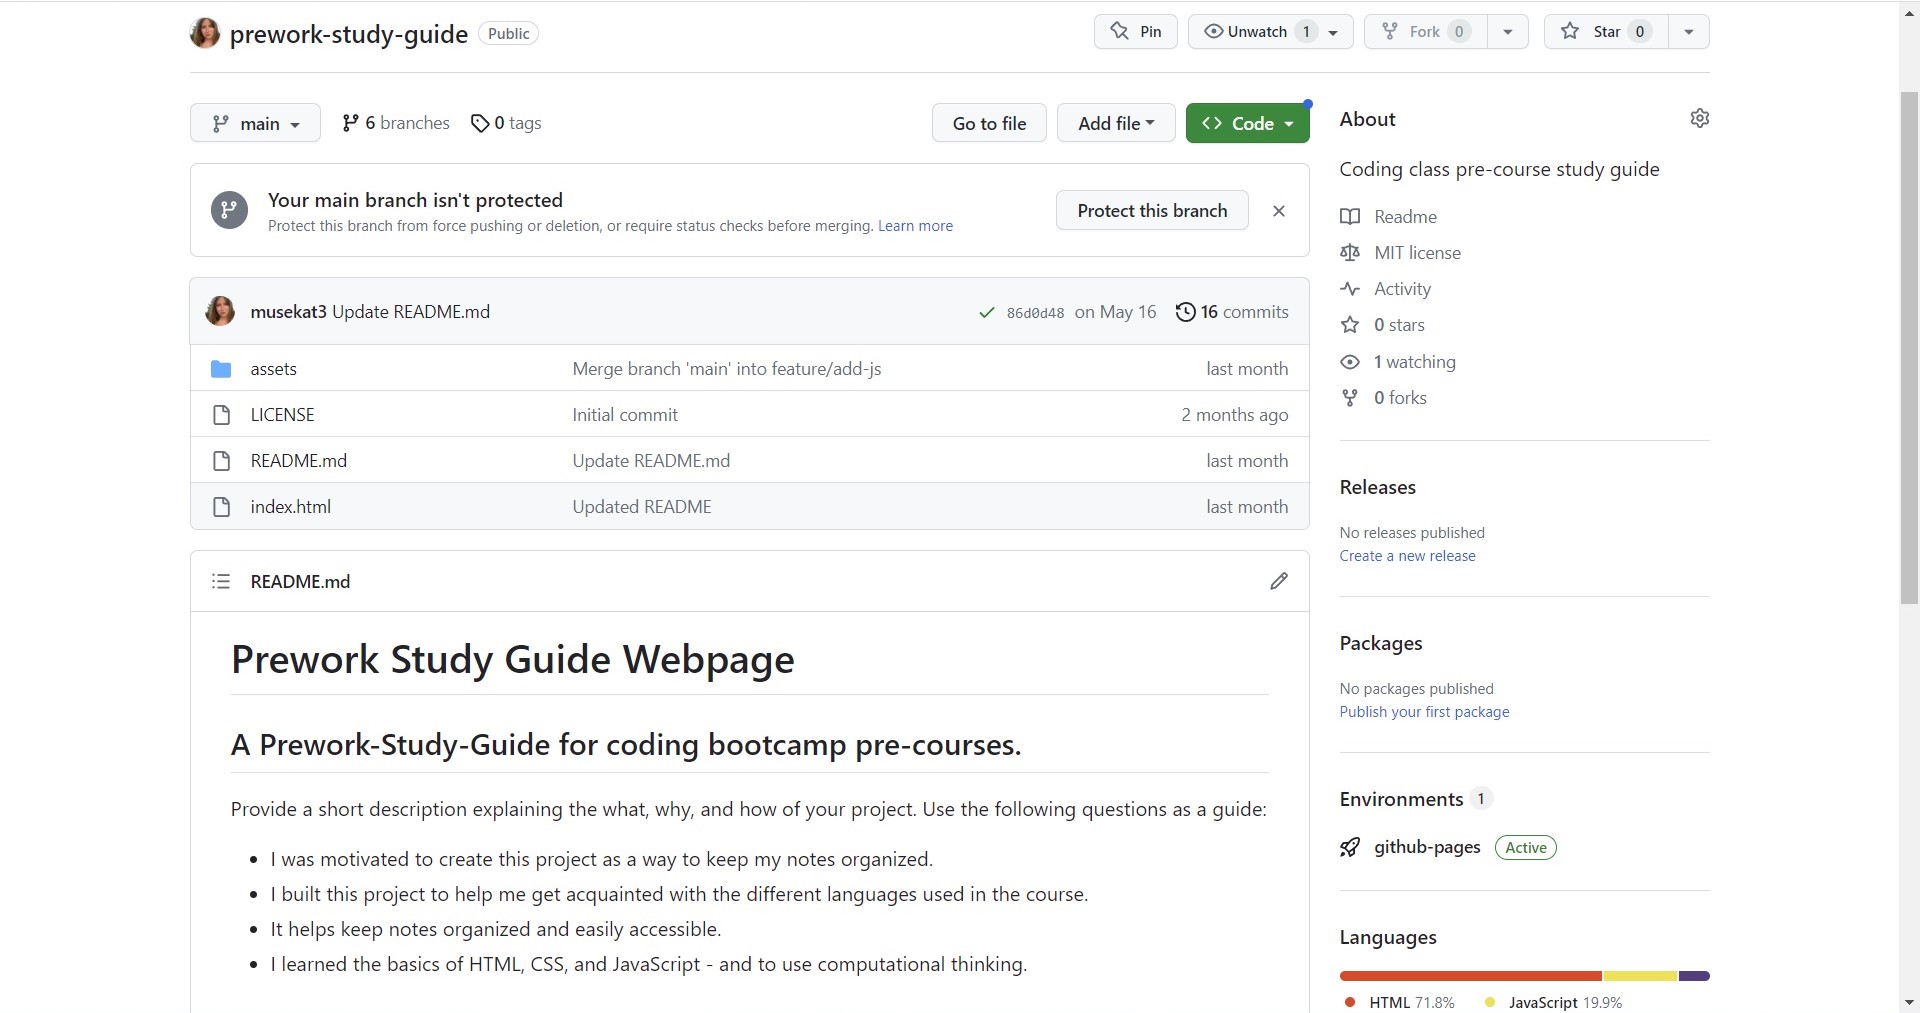 prework-study-guide Public Pin Unwatch 1 Fork 0 Star 0
main 6 branches 0 tags Go to file Add file <> Code
Your main branch isn't protected
Protect this branch from force pushing or deletion, or require status checks before merging. Learn more
Protect this branch
musekat3 Update README.md 86d0d48 on May 16 16 commits
assets Merge branch 'main' into feature/add-js last month
LICENSE Initial commit 2 months ago
README.md Update README.md last month
index.html Updated README last month
README.md
Prework Study Guide Webpage
A Prework-Study-Guide for coding bootcamp pre-courses.
Provide a short description explaining the what, why, and how of your project. Use the following questions as a guide:
• I was motivated to create this project as a way to keep my notes organized.
• I built this project to help me get acquainted with the different languages used in the course.
• It helps keep notes organized and easily accessible.
• I learned the basics of HTML, CSS, and JavaScript - and to use computational thinking.
About
Coding class pre-course study guide
Readme
MIT license
Activity
0 stars
1 watching
0 forks
Releases
No releases published
Create a new release
Packages
No packages published
Publish your first package
Environments 1
github-pages Active
Languages
HTML 71.8% JavaScript 19.9%